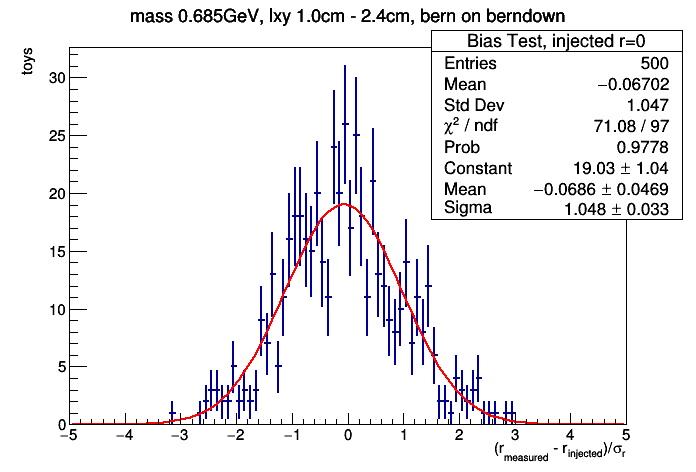 mass 0.685GeV, lxy 1.0cm - 2.4cm, bern on berndown
Bias Test, injected r=0
Entries 500
Mean −0.06702
Std Dev 1.047
χ² / ndf 71.08 / 97
Prob 0.9778
Constant 19.03 ± 1.04
Mean −0.0686 ± 0.0469
Sigma 1.048 ± 0.033
toys
30
25
20
15
10
5
0
−5 −4 −3 −2 −1 0 1 2 3 4 5
(r_measured - r_injected)/σ_r